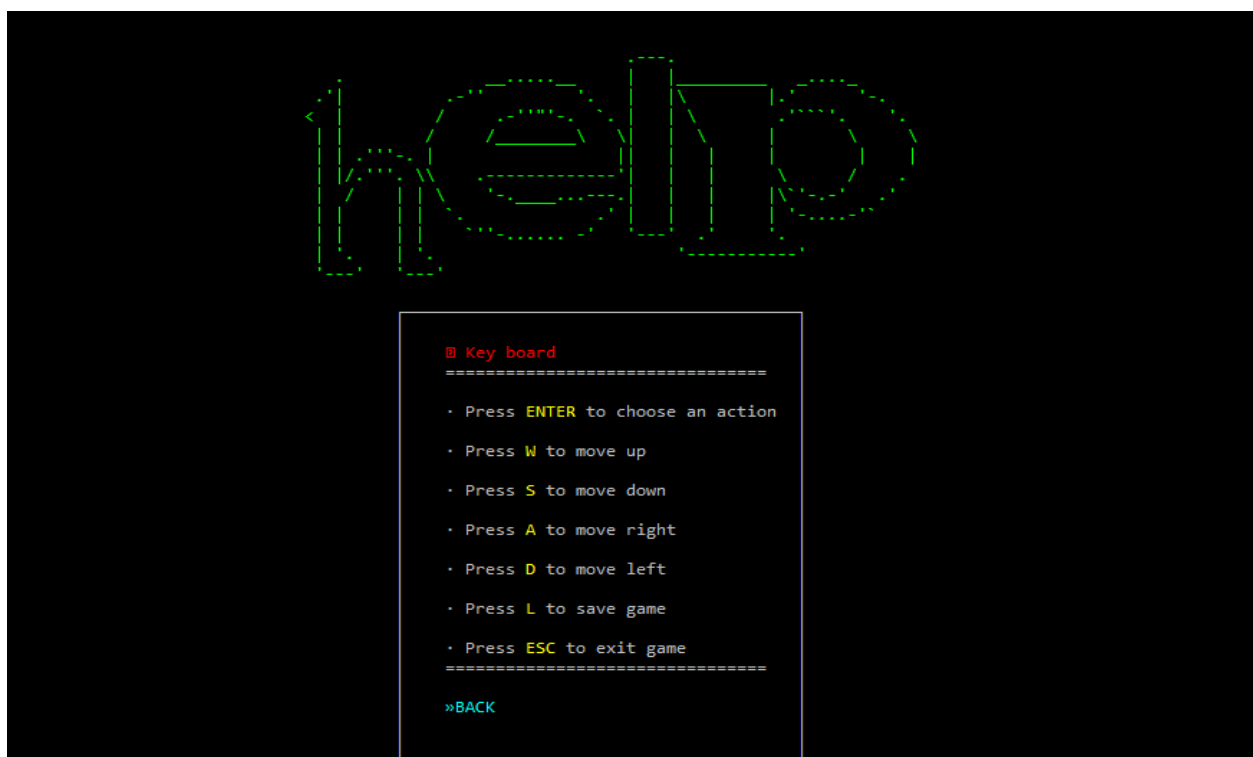 help
Key board
================================
· Press ENTER to choose an action
· Press W to move up
· Press S to move down
· Press A to move right
· Press D to move left
· Press L to save game
· Press ESC to exit game
================================
»BACK